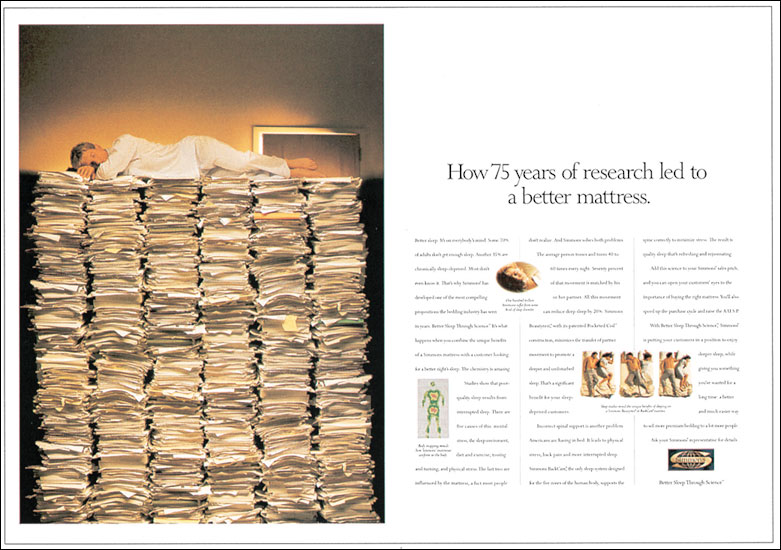 How 75 years of research led to
a better mattress.
Better sleep. It's on everybody's mind. Some
of adults don't get enough sleep. Another
chronically sleep-deprived. Most don't
even know it. That's why Simmons has
developed one of the most compelling
propositions the bedding industry has seen
in years: Better Sleep Through Science. It's what
happens when you combine the unique benefits
of a Simmons mattress with a customer looking
for a better night's sleep. The chemistry is amazing.
Studies show that poor-
quality sleep results from
interrupted sleep. There are
five causes of this: mental
stress, the sleep environment,
diet and exercise, tossing
and turning, and physical stress. The last two are
influenced by the mattress, a fact most people
Body mapping
uniform to the body.
don't realize. And Simmons solves both problems.
The average person tosses and turns 40 to
60 times every night. Seventy percent
of that movement is matched by his
or her partner. All this movement
can reduce deep sleep by 20%. Simmons
Beautyrest, with its patented Pocketed Coil
construction, minimizes the transfer of partner
movement to promote a
deeper and undisturbed
sleep. That's a significant
benefit for your sleep-
deprived customers.
Incorrect spinal support is another problem
Americans are having in bed. It leads to physical
stress, back pain and more interrupted sleep.
Simmons BackCare, the only sleep system designed
for the five zones of the human body, supports the
spine correctly to minimize stress. The result is
quality sleep that's refreshing and rejuvenating.
Add this science to your Simmons sales pitch,
and you can open your customers' eyes to the
importance of buying the right mattress. You'll also
speed up the purchase cycle and raise the
With Better Sleep Through Science, Simmons
is putting your customers in a position to enjoy
deeper sleep, while
giving you something
you've wanted for a
long time: a better
and much easier way
to sell more premium bedding to a lot more people.
Ask your Simmons representative for details.
Simmons
Better Sleep Through Science